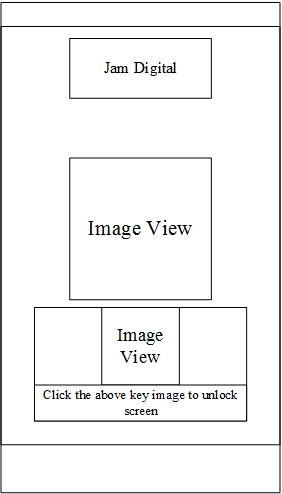 Jam Digital
Image View
Image
View
Click the above key image to unlock
screen